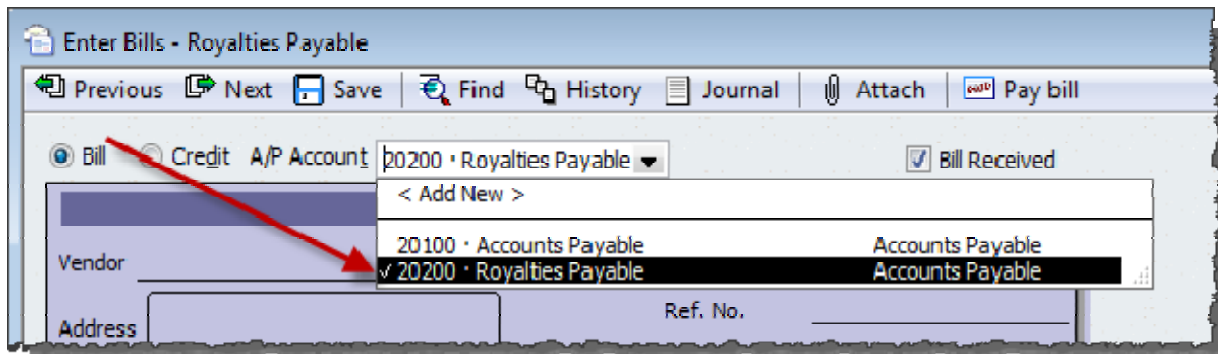 Enter Bills - Royalties Payable
Previous Next Save Find History Journal Attach Pay bill
Bill Credit A/P Account 20200 · Royalties Payable Bill Received
< Add New >
20100 · Accounts Payable Accounts Payable
Vendor ✓ 20200 · Royalties Payable Accounts Payable
Ref. No.
Address